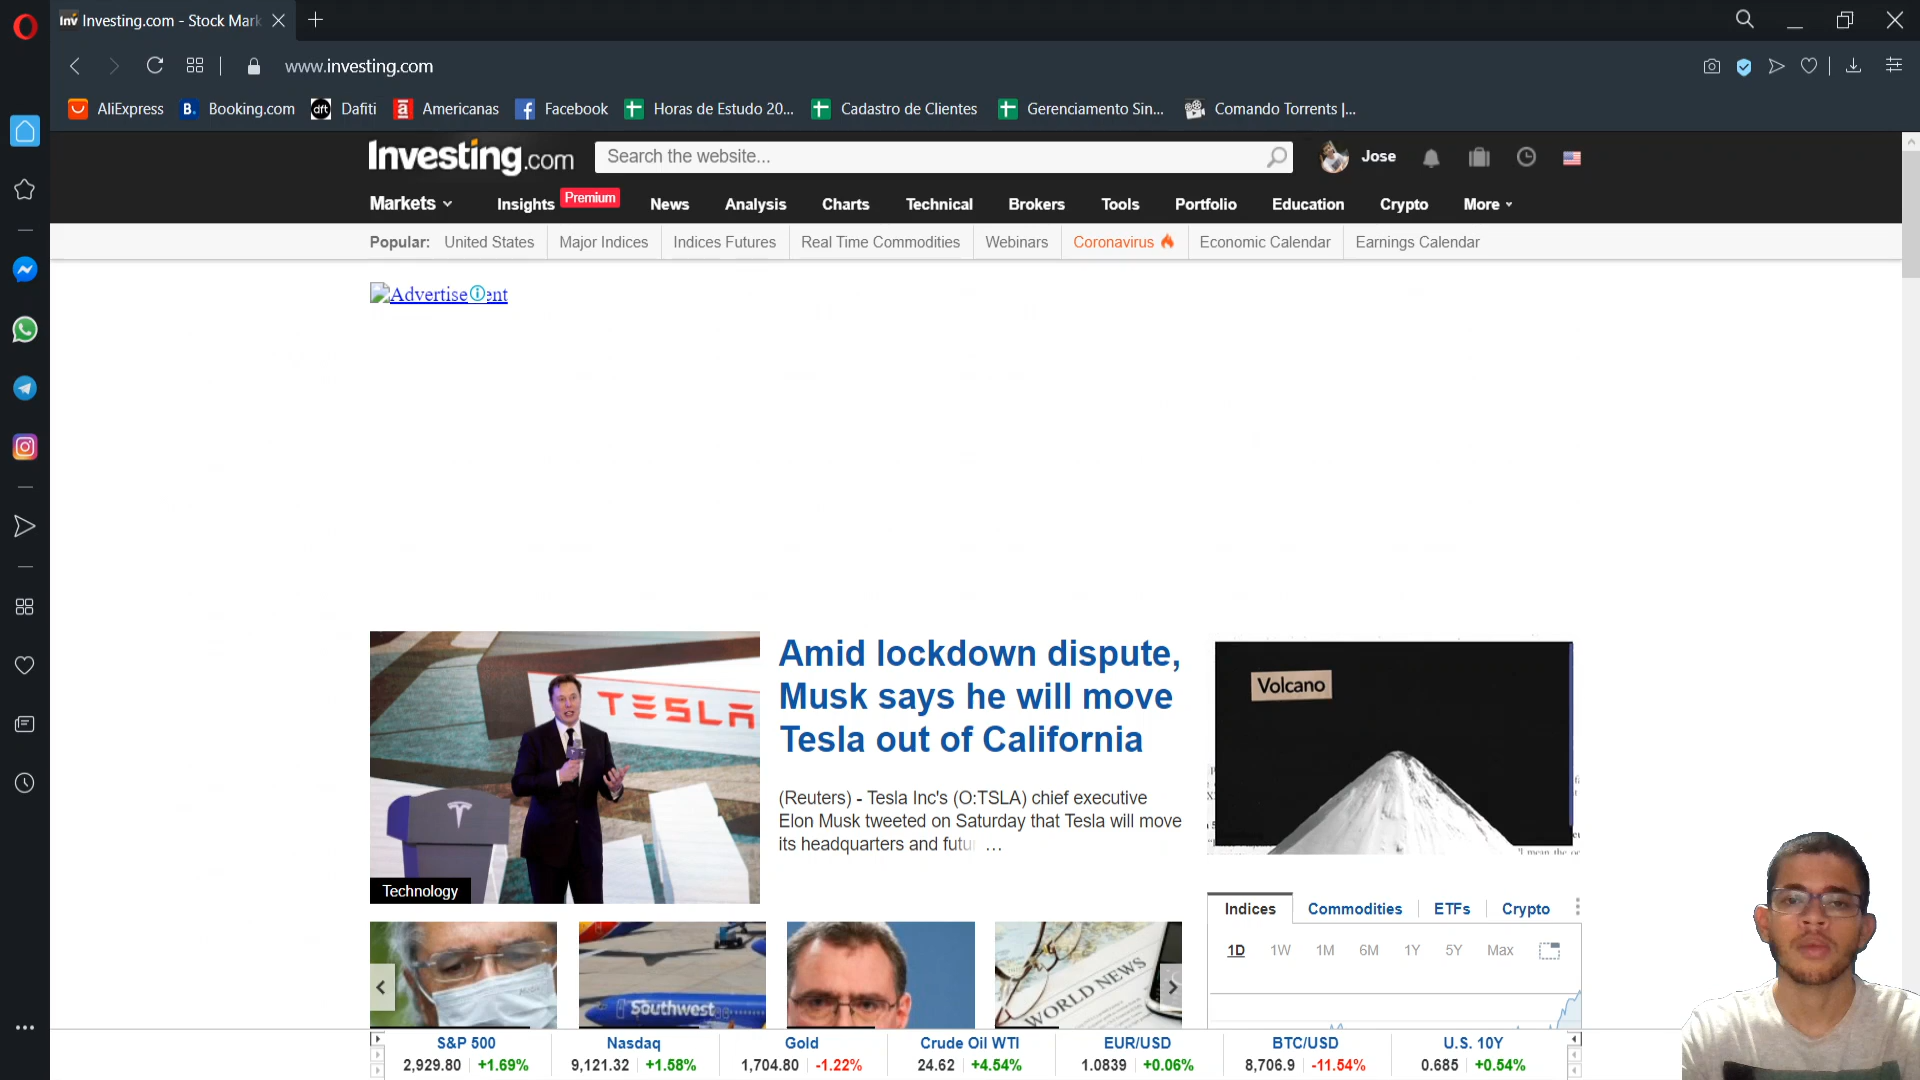 Inv Investing.com - Stock Mark
www.investing.com
AliExpress B. Booking.com dft Dafiti a Americanas Facebook Horas de Estudo 20... Cadastro de Clientes Gerenciamento Sin... Comando Torrents |...
Investing.com Search the website... Jose
Markets Insights Premium News Analysis Charts Technical Brokers Tools Portfolio Education Crypto More
Popular: United States Major Indices Indices Futures Real Time Commodities Webinars Coronavirus Economic Calendar Earnings Calendar
Advertise ent
TESLA
Technology
Amid lockdown dispute,
Musk says he will move
Tesla out of California
(Reuters) - Tesla Inc's (O:TSLA) chief executive
Elon Musk tweeted on Saturday that Tesla will move
its headquarters and futu ...
Volcano
Indices Commodities ETFs Crypto
1D 1W 1M 6M 1Y 5Y Max
Southwest
WORLD NEWS
S&P 500 Nasdaq Gold Crude Oil WTI EUR/USD BTC/USD U.S. 10Y
2,929.80 +1.69% 9,121.32 +1.58% 1,704.80 -1.22% 24.62 +4.54% 1.0839 +0.06% 8,706.9 -11.54% 0.685 +0.54%